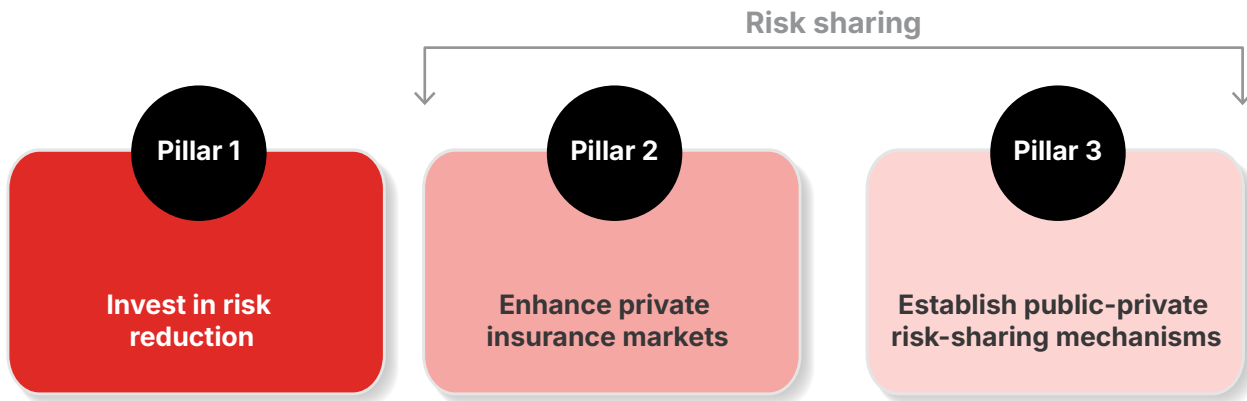 Risk sharing
Pillar 1
Pillar 2
Pillar 3
Invest in risk
reduction
Enhance private
insurance markets
Establish public-private
risk-sharing mechanisms